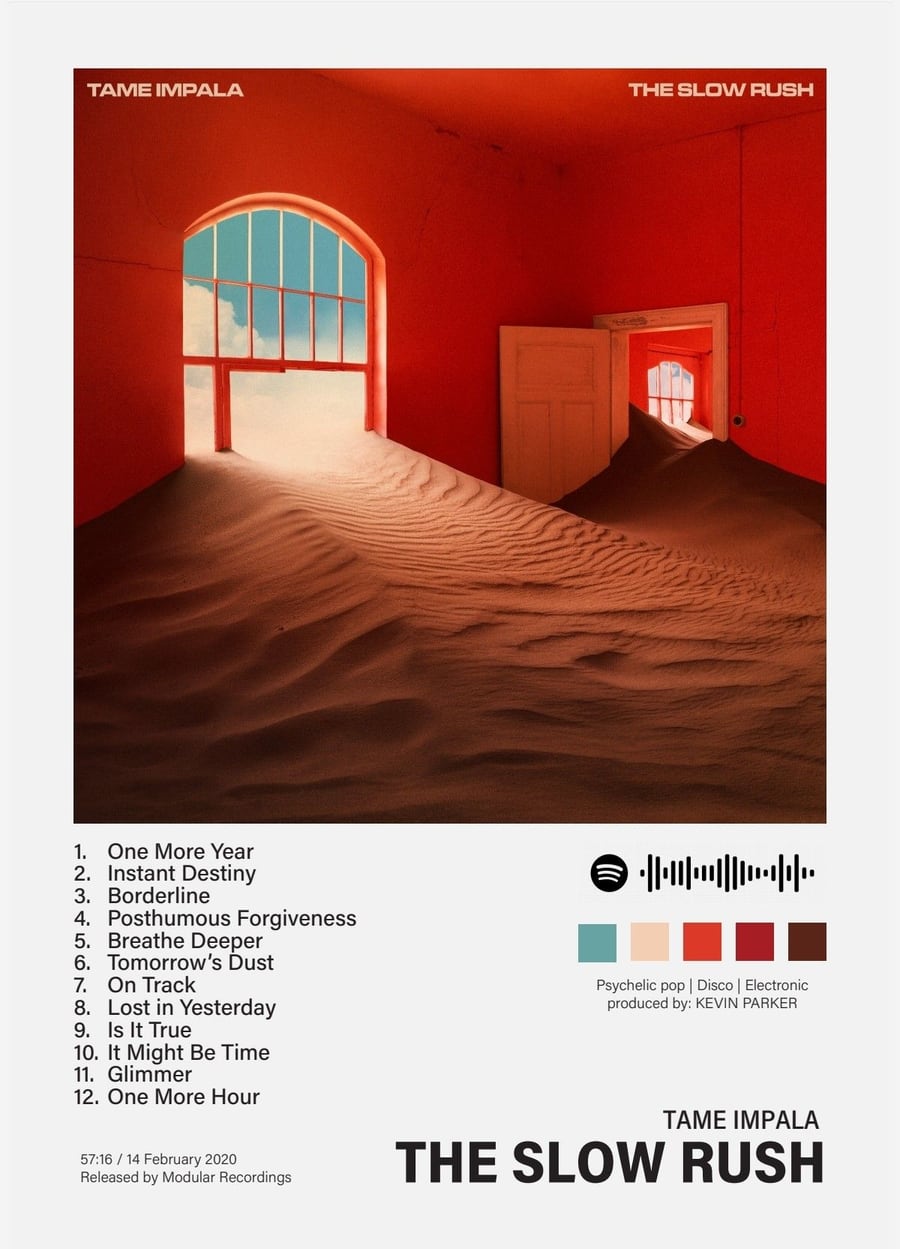 TAME IMPALA
THE SLOW RUSH
1. One More Year
2. Instant Destiny
3. Borderline
4. Posthumous Forgiveness
5. Breathe Deeper
6. Tomorrow's Dust
7. On Track
8. Lost in Yesterday
9. Is It True
10. It Might Be Time
11. Glimmer
12. One More Hour
Psychelic pop | Disco | Electronic
produced by: KEVIN PARKER
TAME IMPALA
THE SLOW RUSH
57:16 / 14 February 2020
Released by Modular Recordings